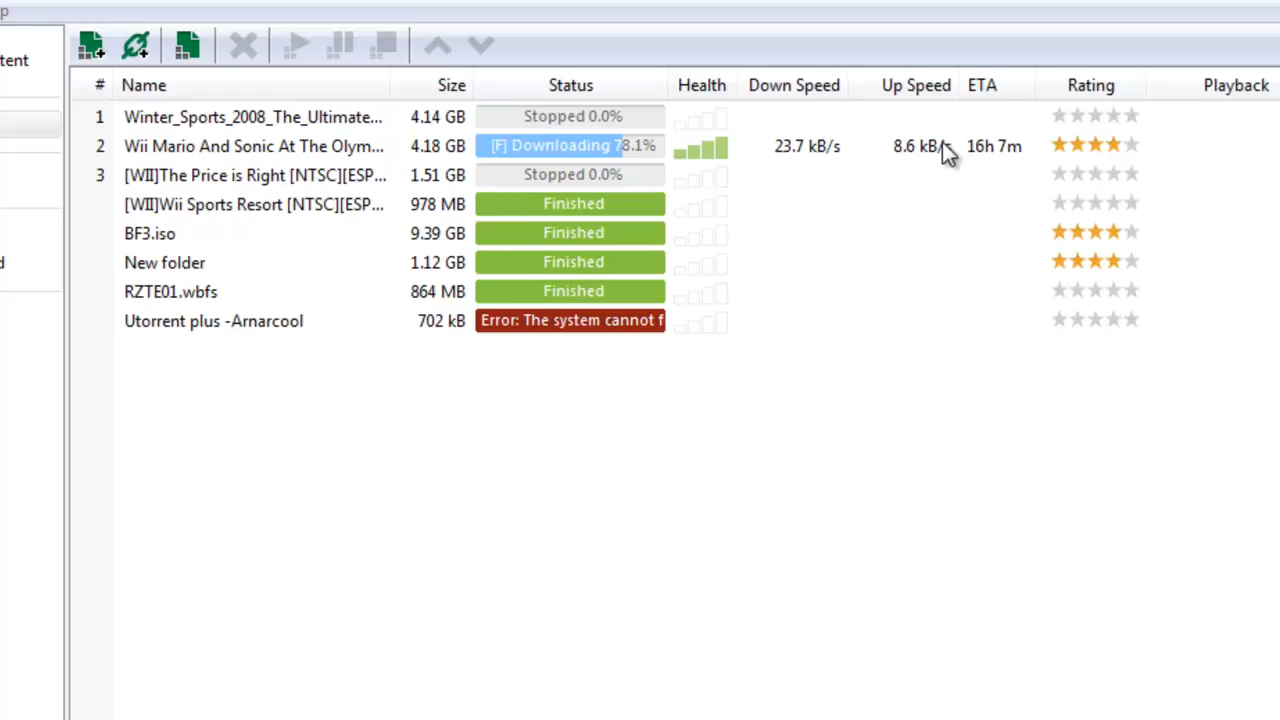 p
tent
d
# Name Size Status Health Down Speed Up Speed ETA Rating Playback
1 Winter_Sports_2008_The_Ultimate... 4.14 GB Stopped 0.0%
2 Wii Mario And Sonic At The Olym... 4.18 GB [F] Downloading 78.1% 23.7 kB/s 8.6 kB/s 16h 7m
3 [WII]The Price is Right [NTSC][ESP... 1.51 GB Stopped 0.0%
[WII]Wii Sports Resort [NTSC][ESP... 978 MB Finished
BF3.iso 9.39 GB Finished
New folder 1.12 GB Finished
RZTE01.wbfs 864 MB Finished
Utorrent plus -Arnarcool 702 kB Error: The system cannot f